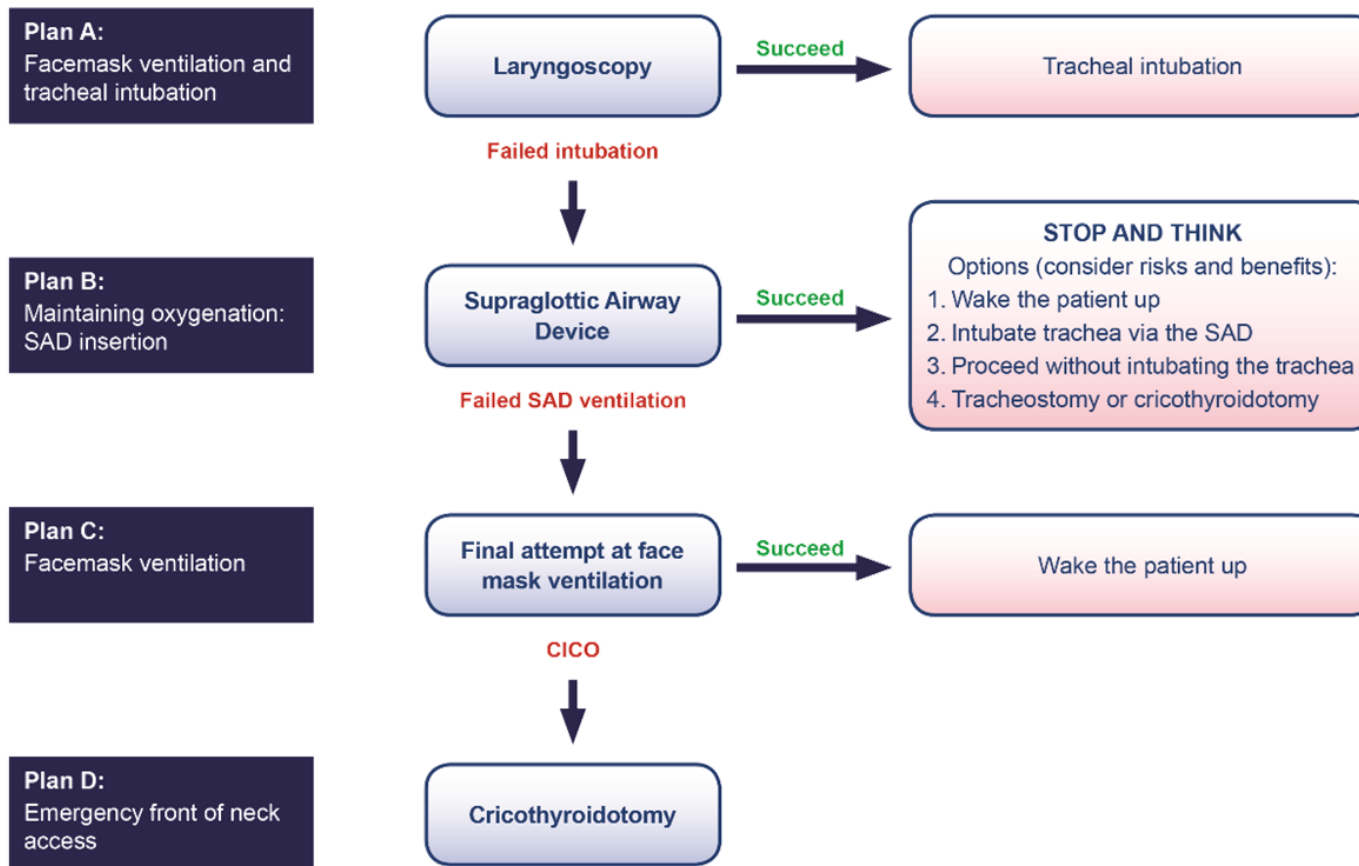 Plan A:
Facemask ventilation and
tracheal intubation
Laryngoscopy
Succeed
Tracheal intubation
Failed intubation
Plan B:
Maintaining oxygenation:
SAD insertion
Supraglottic Airway
Device
Succeed
STOP AND THINK
Options (consider risks and benefits):
1. Wake the patient up
2. Intubate trachea via the SAD
3. Proceed without intubating the trachea
4. Tracheostomy or cricothyroidotomy
Failed SAD ventilation
Plan C:
Facemask ventilation
Final attempt at face
mask ventilation
Succeed
Wake the patient up
CICO
Plan D:
Emergency front of neck
access
Cricothyroidotomy